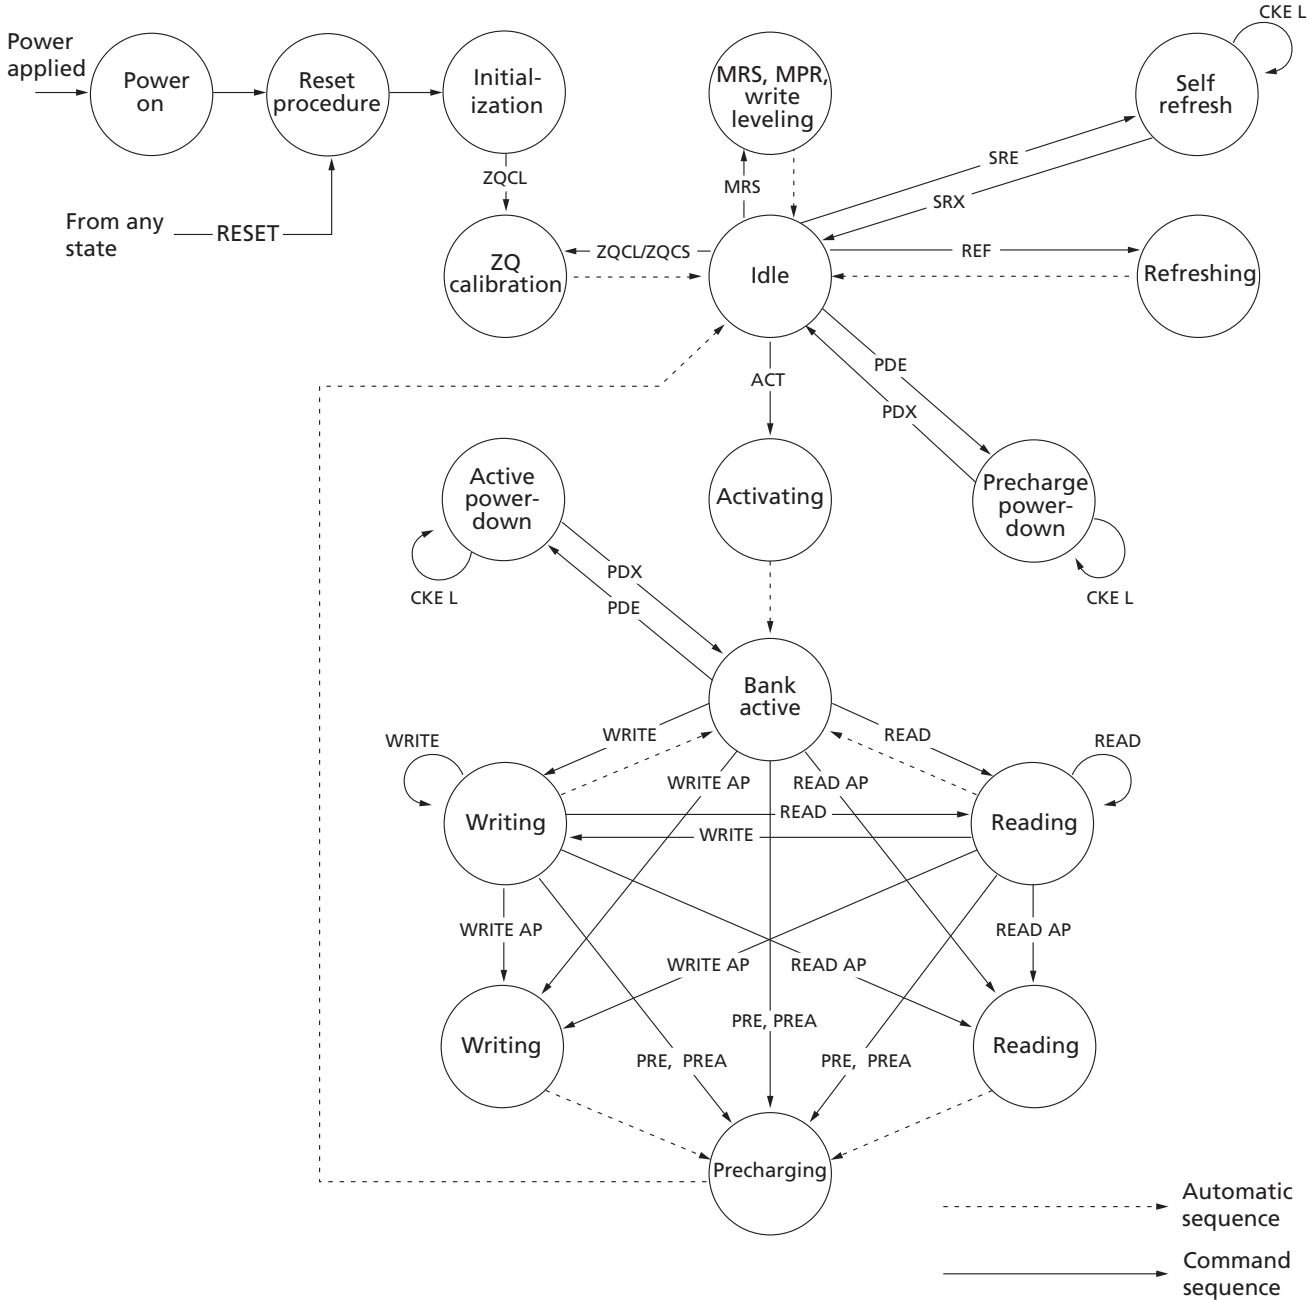 Power
applied
Power
on
Reset
procedure
Initial-
ization
MRS, MPR,
write
leveling
CKE L
Self
refresh
ZQCL
MRS
SRE
SRX
From any
state
RESET
ZQ
calibration
ZQCL/ZQCS
Idle
REF
Refreshing
PDE
ACT
PDX
Active
power-
down
Activating
Precharge
power-
down
PDX
CKE L
PDE
CKE L
Bank
active
WRITE
WRITE
READ
READ
WRITE AP
READ AP
Writing
READ
WRITE
Reading
WRITE AP
READ AP
WRITE AP
READ AP
PRE, PREA
Writing
PRE, PREA
PRE, PREA
Reading
Precharging
Automatic
sequence
Command
sequence